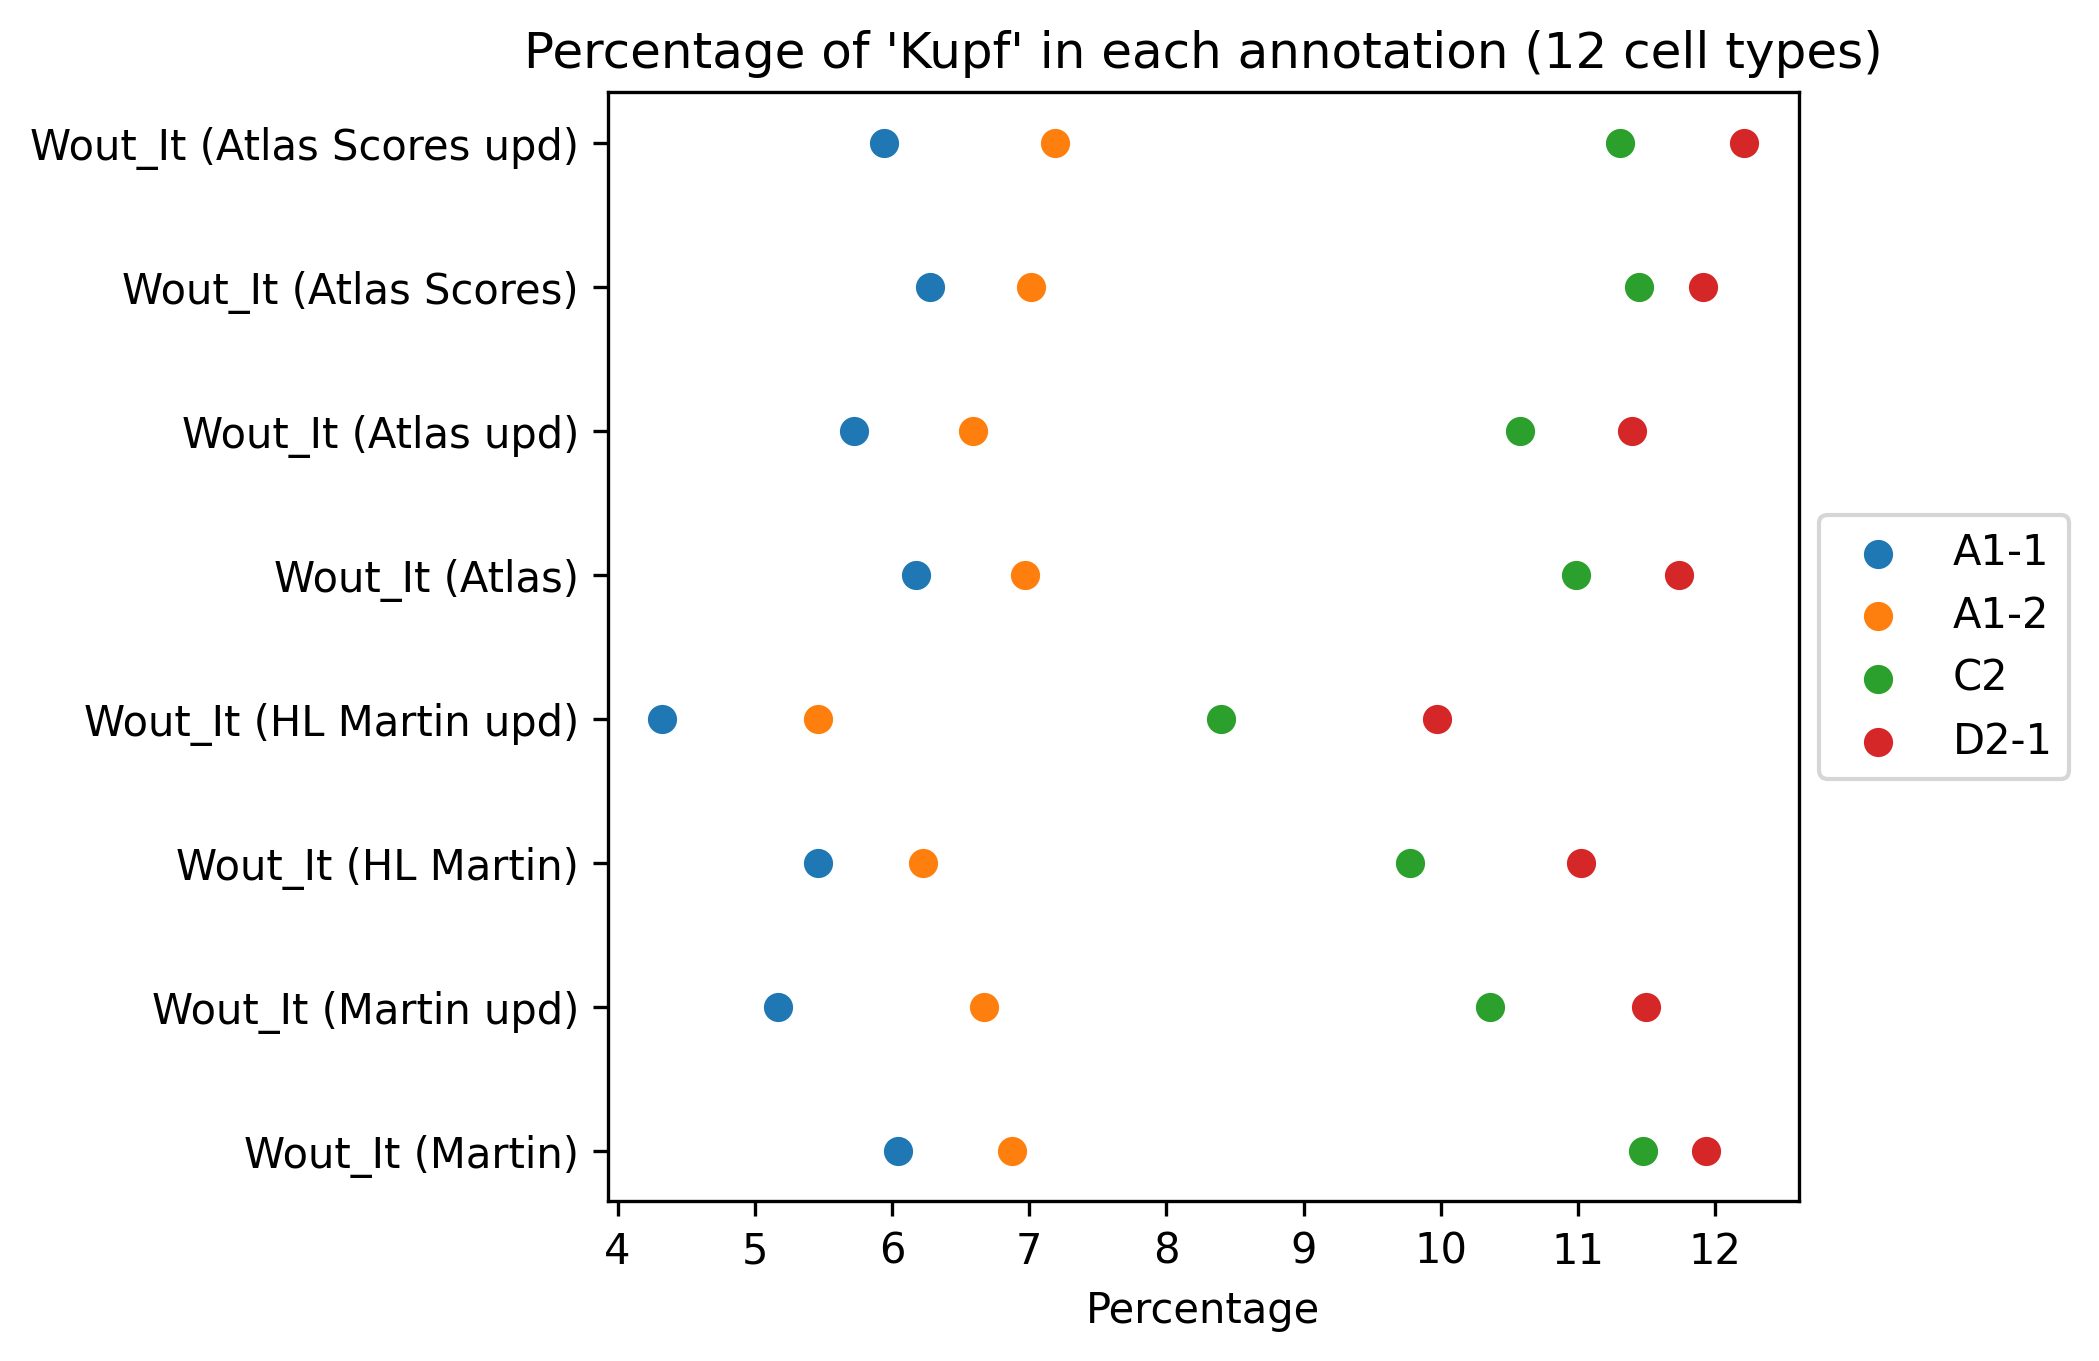 Percentage of 'Kupf' in each annotation (12 cell types)
Wout_It (Atlas Scores upd)
Wout_It (Atlas Scores)
Wout_It (Atlas upd)
Wout_It (Atlas)
Wout_It (HL Martin upd)
Wout_It (HL Martin)
Wout_It (Martin upd)
Wout_It (Martin)
4 5 6 7 8 9 10 11 12
Percentage
A1-1
A1-2
C2
D2-1